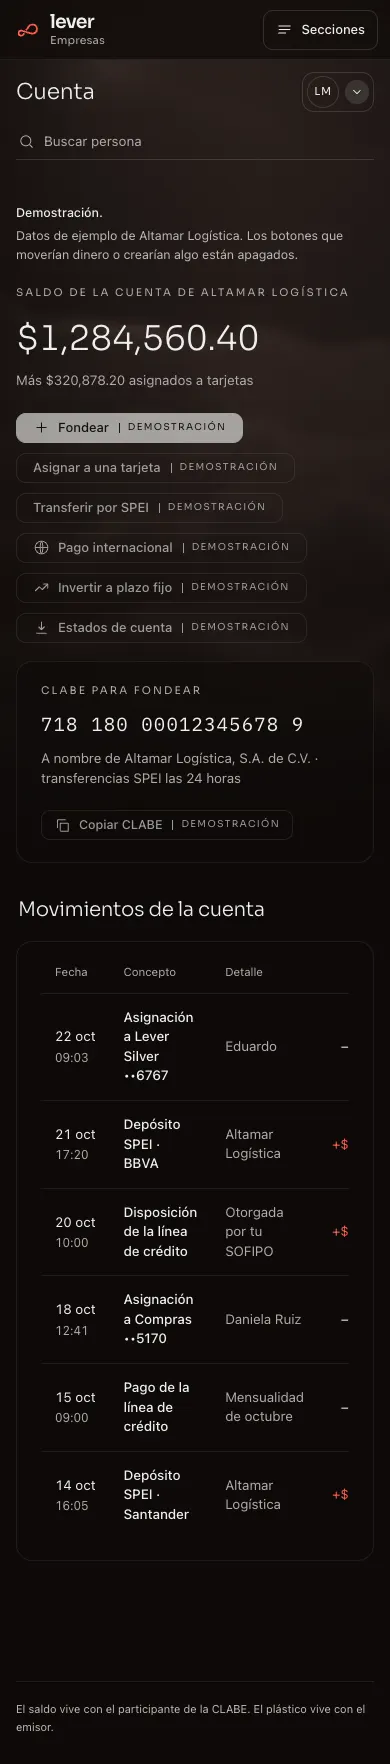 lever
Empresas
Secciones
Cuenta
LM
Buscar persona
Demostración.
Datos de ejemplo de Altamar Logística. Los botones que
moverían dinero o crearían algo están apagados.
SALDO DE LA CUENTA DE ALTAMAR LOGÍSTICA
$1,284,560.40
Más $320,878.20 asignados a tarjetas
Fondear | DEMOSTRACIÓN
Asignar a una tarjeta | DEMOSTRACIÓN
Transferir por SPEI | DEMOSTRACIÓN
Pago internacional | DEMOSTRACIÓN
Invertir a plazo fijo | DEMOSTRACIÓN
Estados de cuenta | DEMOSTRACIÓN
CLABE PARA FONDEAR
718 180 00012345678 9
A nombre de Altamar Logística, S.A. de C.V. ·
transferencias SPEI las 24 horas
Copiar CLABE | DEMOSTRACIÓN
Movimientos de la cuenta
Fecha Concepto Detalle
22 oct
09:03
Asignación
a Lever
Silver
••6767
Eduardo
–
21 oct
17:20
Depósito
SPEI ·
BBVA
Altamar
Logística
+$
20 oct
10:00
Disposición
de la línea
de crédito
Otorgada
por tu
SOFIPO
+$
18 oct
12:41
Asignación
a Compras
••5170
Daniela Ruiz
–
15 oct
09:00
Pago de la
línea de
crédito
Mensualidad
de octubre
–
14 oct
16:05
Depósito
SPEI ·
Santander
Altamar
Logística
+$
El saldo vive con el participante de la CLABE. El plástico vive con el
emisor.